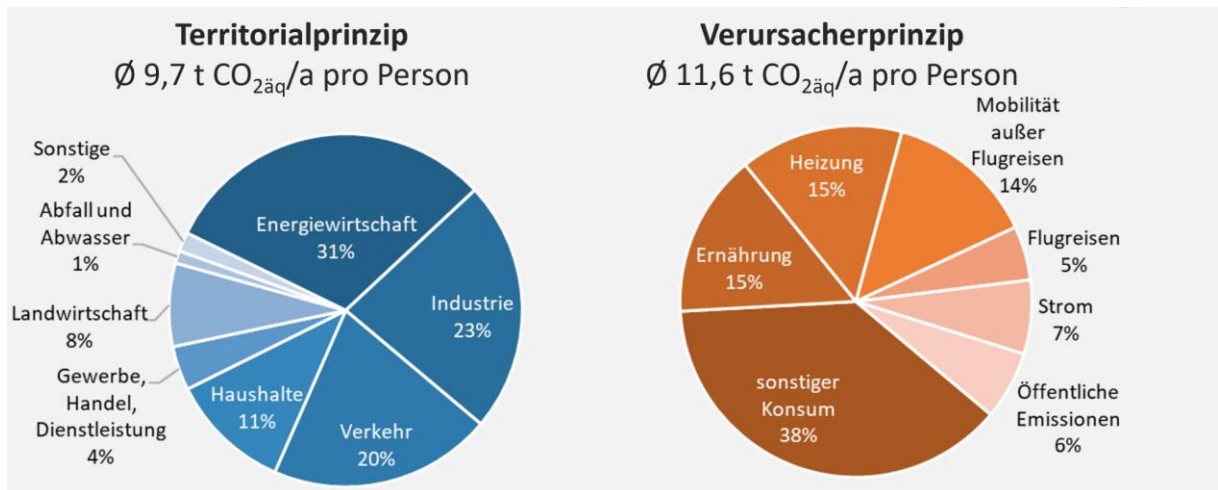 Territorialprinzip
Ø 9,7 t CO₂äq/a pro Person
Sonstige
2%
Abfall und
Abwasser
1%
Landwirtschaft
8%
Gewerbe,
Handel,
Dienstleistung
4%
Haushalte
11%
Verkehr
20%
Industrie
23%
Energiewirtschaft
31%
Verursacherprinzip
Ø 11,6 t CO₂äq/a pro Person
Heizung
15%
Mobilität
außer
Flugreisen
14%
Flugreisen
5%
Strom
7%
Öffentliche
Emissionen
6%
sonstiger
Konsum
38%
Ernährung
15%